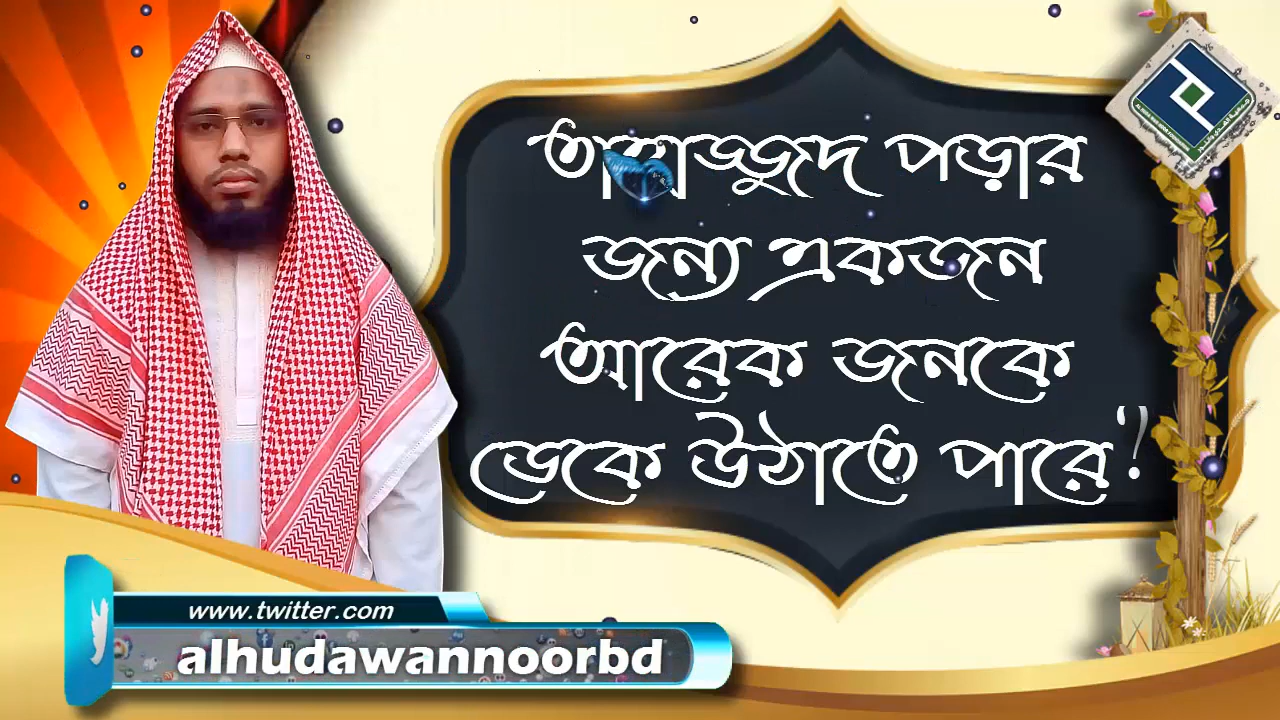 তাহাজ্জুদ পড়ার
জন্য একজন
আরেক জনকে
ডেকে উঠাতে পারে?
www.twitter.com
alhudawannoorbd